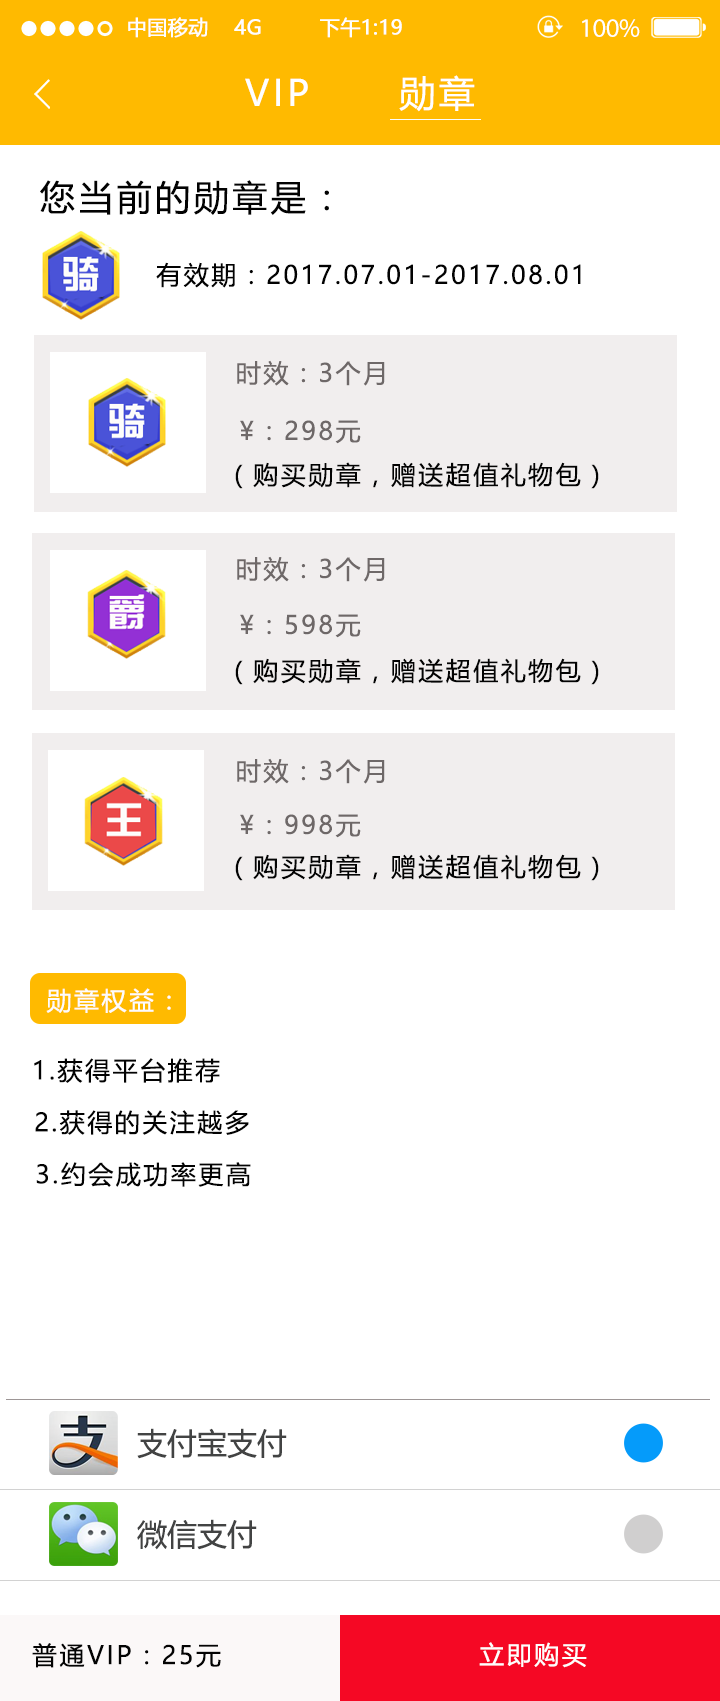 中国移动 4G 下午1:19 100%
VIP 勋章
您当前的勋章是：
骑 有效期：2017.07.01-2017.08.01
骑
时效：3个月
¥：298元
(购买勋章，赠送超值礼物包)
爵
时效：3个月
¥：598元
(购买勋章，赠送超值礼物包)
王
时效：3个月
¥：998元
(购买勋章，赠送超值礼物包)
勋章权益：
1.获得平台推荐
2.获得的关注越多
3.约会成功率更高
支 支付宝支付
微信支付
普通VIP：25元 立即购买